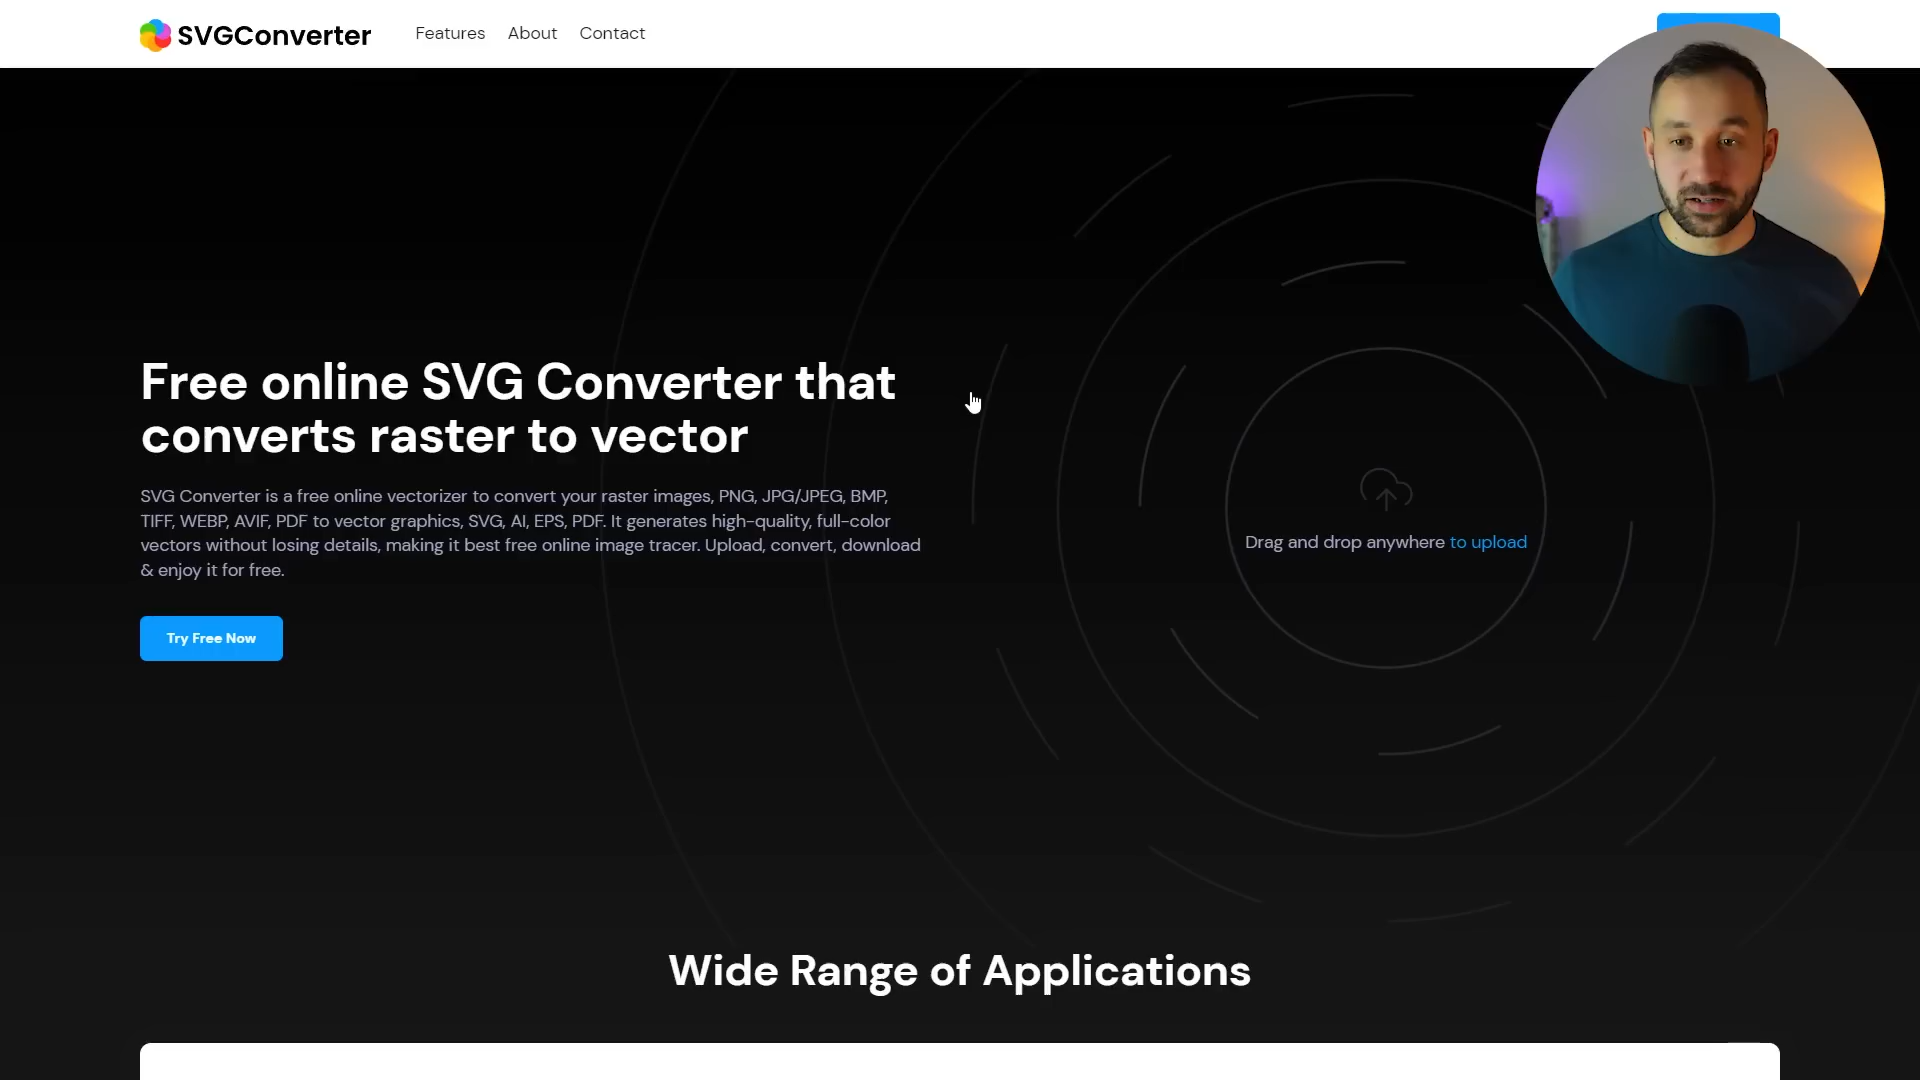 SVGConverter
Features
About
Contact
Free online SVG Converter that
converts raster to vector
SVG Converter is a free online vectorizer to convert your raster images, PNG, JPG/JPEG, BMP,
TIFF, WEBP, AVIF, PDF to vector graphics, SVG, AI, EPS, PDF. It generates high-quality, full-color
vectors without losing details, making it best free online image tracer. Upload, convert, download
& enjoy it for free.
Try Free Now
Drag and drop anywhere to upload
Wide Range of Applications